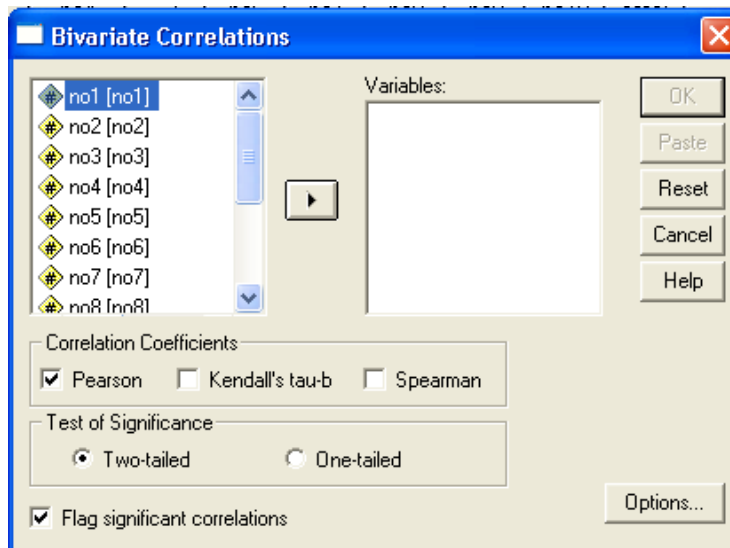 Bivariate Correlations
no1 [no1]
no2 [no2]
no3 [no3]
no4 [no4]
no5 [no5]
no6 [no6]
no7 [no7]
no8 [no8]
Variables:
OK
Paste
Reset
Cancel
Help
Correlation Coefficients
Pearson Kendall's tau-b Spearman
Test of Significance
Two-tailed One-tailed
Flag significant correlations
Options...